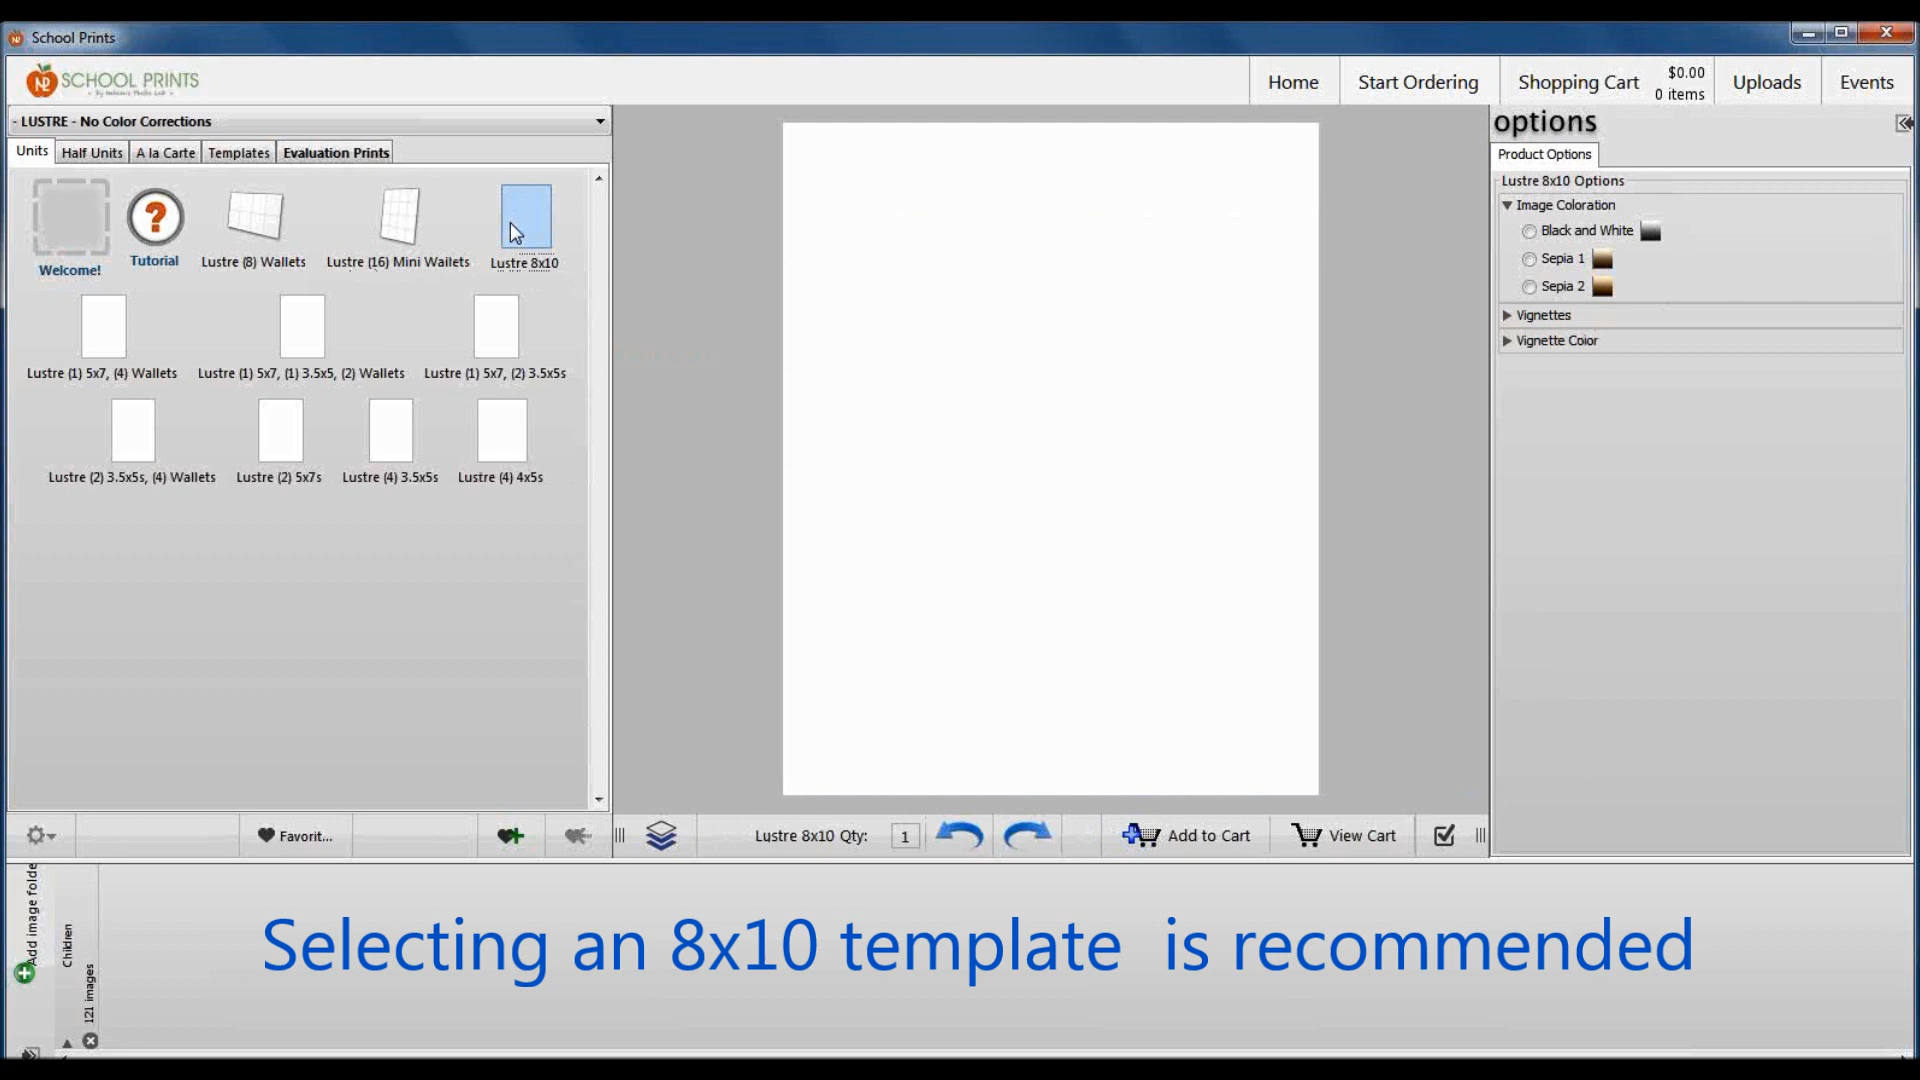 School Prints
SCHOOL PRINTS
Home
Start Ordering
Shopping Cart
$0.00
0 items
Uploads
Events
- LUSTRE - No Color Corrections
Units
Half Units
A la Carte
Templates
Evaluation Prints
options
Product Options
Lustre 8x10 Options
Image Coloration
Black and White
Sepia 1
Sepia 2
Vignettes
Vignette Color
Welcome!
Tutorial
Lustre (8) Wallets
Lustre (16) Mini Wallets
Lustre 8x10
Lustre (1) 5x7, (4) Wallets
Lustre (1) 5x7, (1) 3.5x5, (2) Wallets
Lustre (1) 5x7, (2) 3.5x5s
Lustre (2) 3.5x5s, (4) Wallets
Lustre (2) 5x7s
Lustre (4) 3.5x5s
Lustre (4) 4x5s
Favorit...
Lustre 8x10 Qty:
1
Add to Cart
View Cart
Add image folde
Children
121 images
Selecting an 8x10 template is recommended